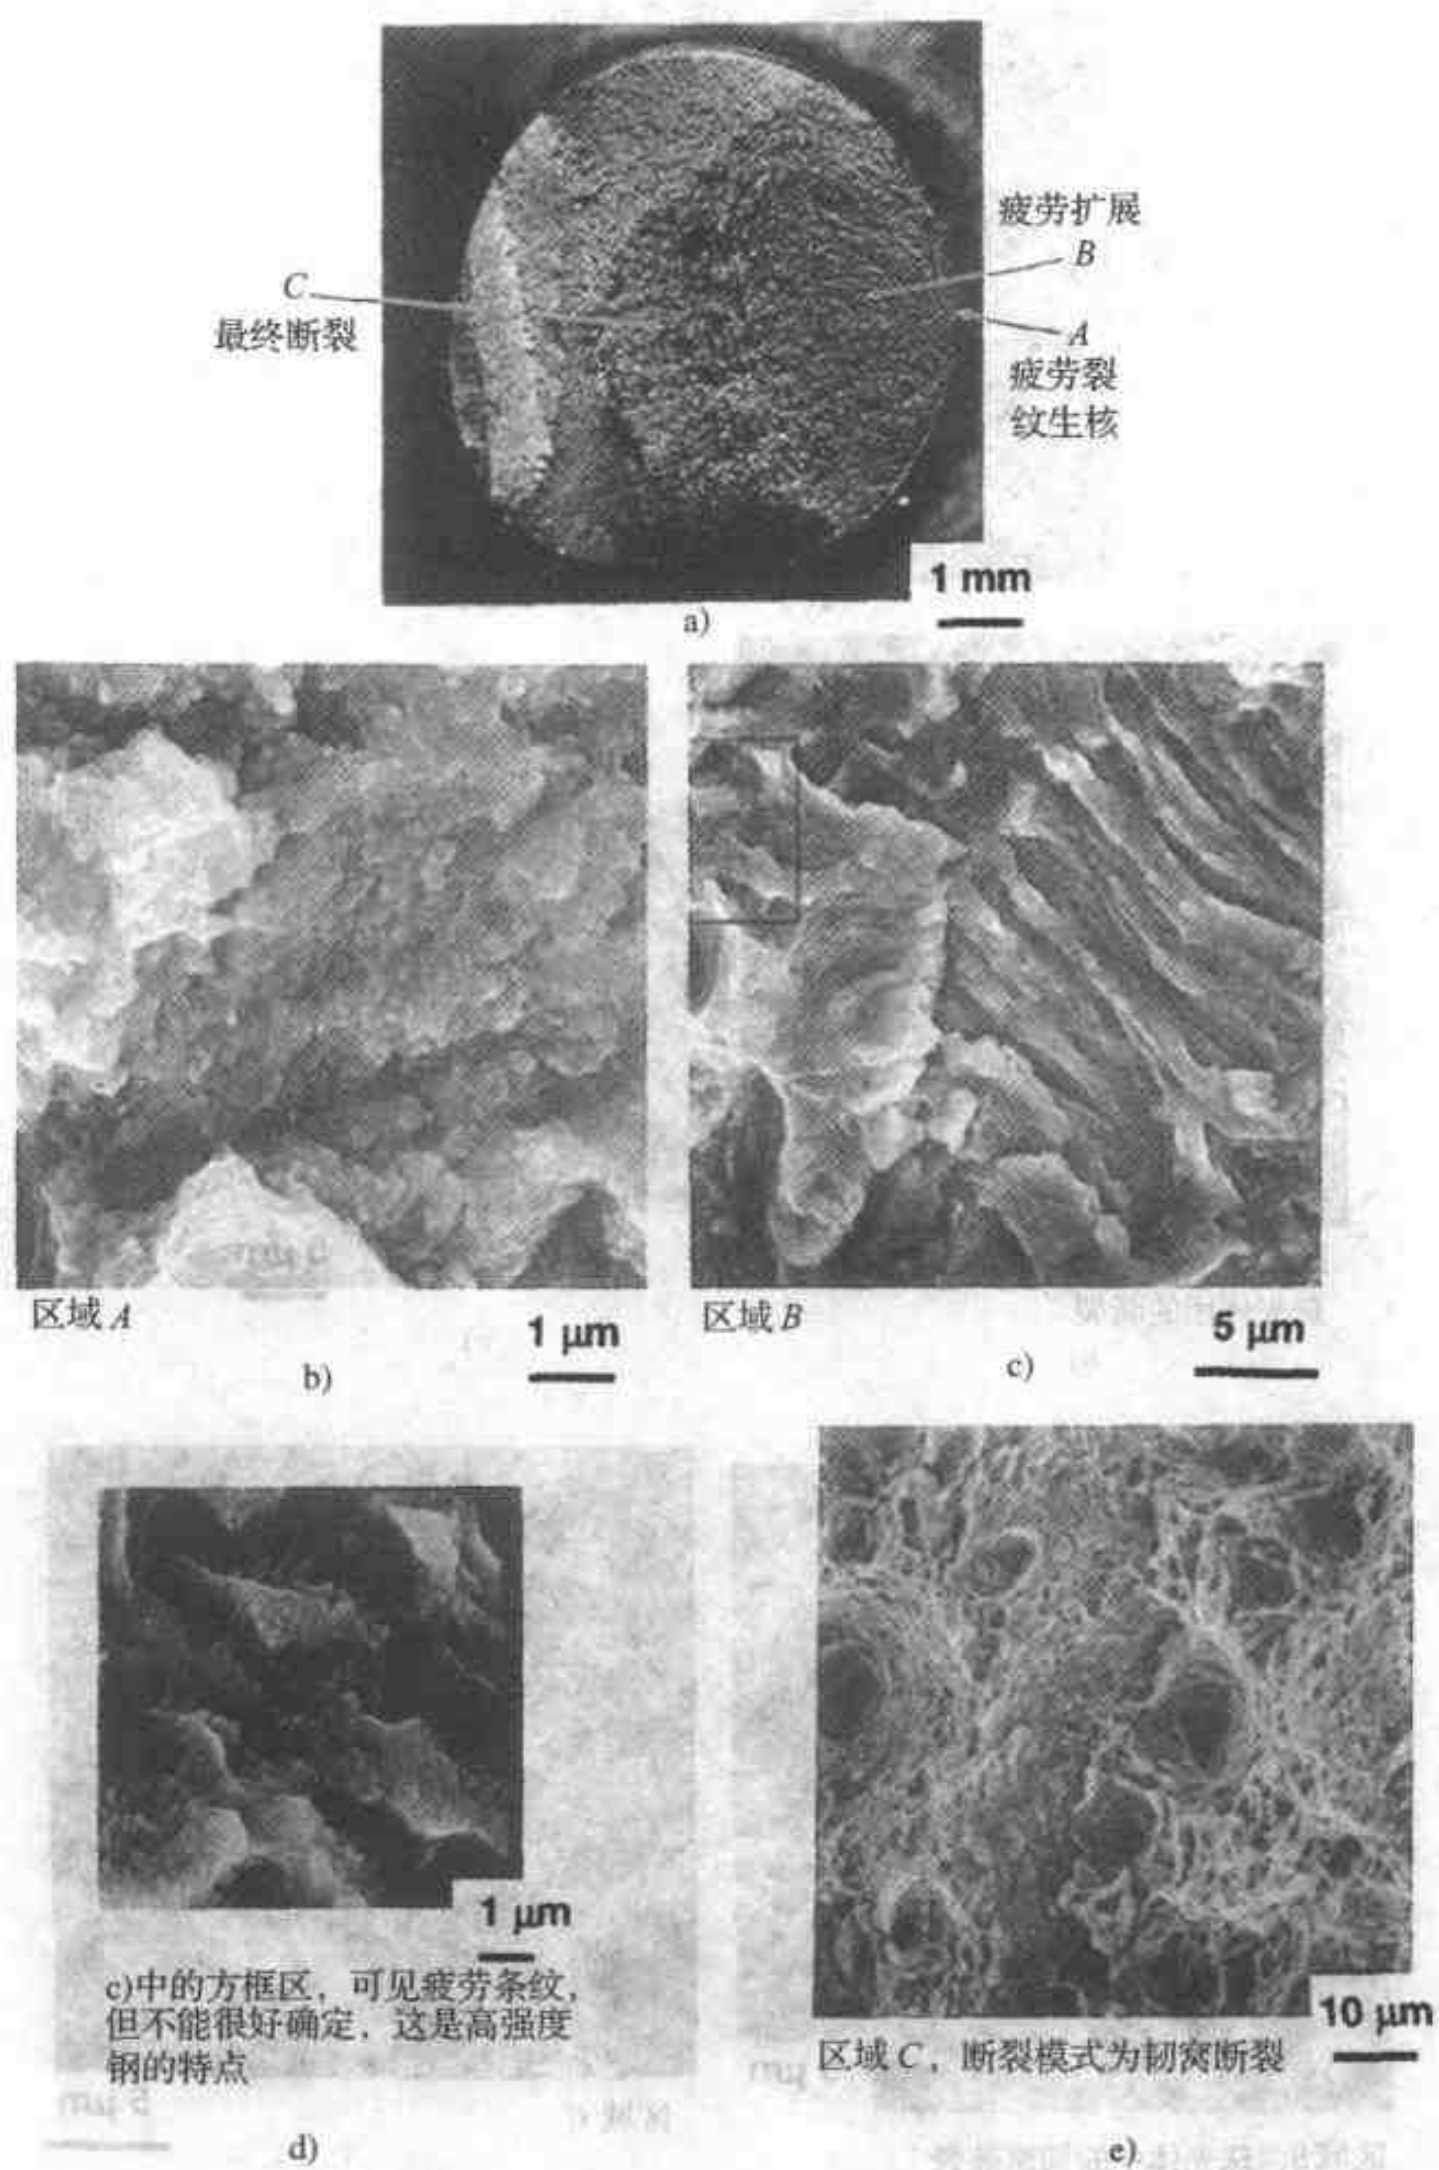 疲劳扩展
B
C
最终断裂
A
疲劳裂
纹生核
1 mm
a)
区域 A
1 μm
b)
区域 B
5 μm
c)
1 μm
c)中的方框区，可见疲劳条纹，
但不能很好确定，这是高强度
钢的特点
d)
10 μm
区域 C，断裂模式为韧窝断裂
e)